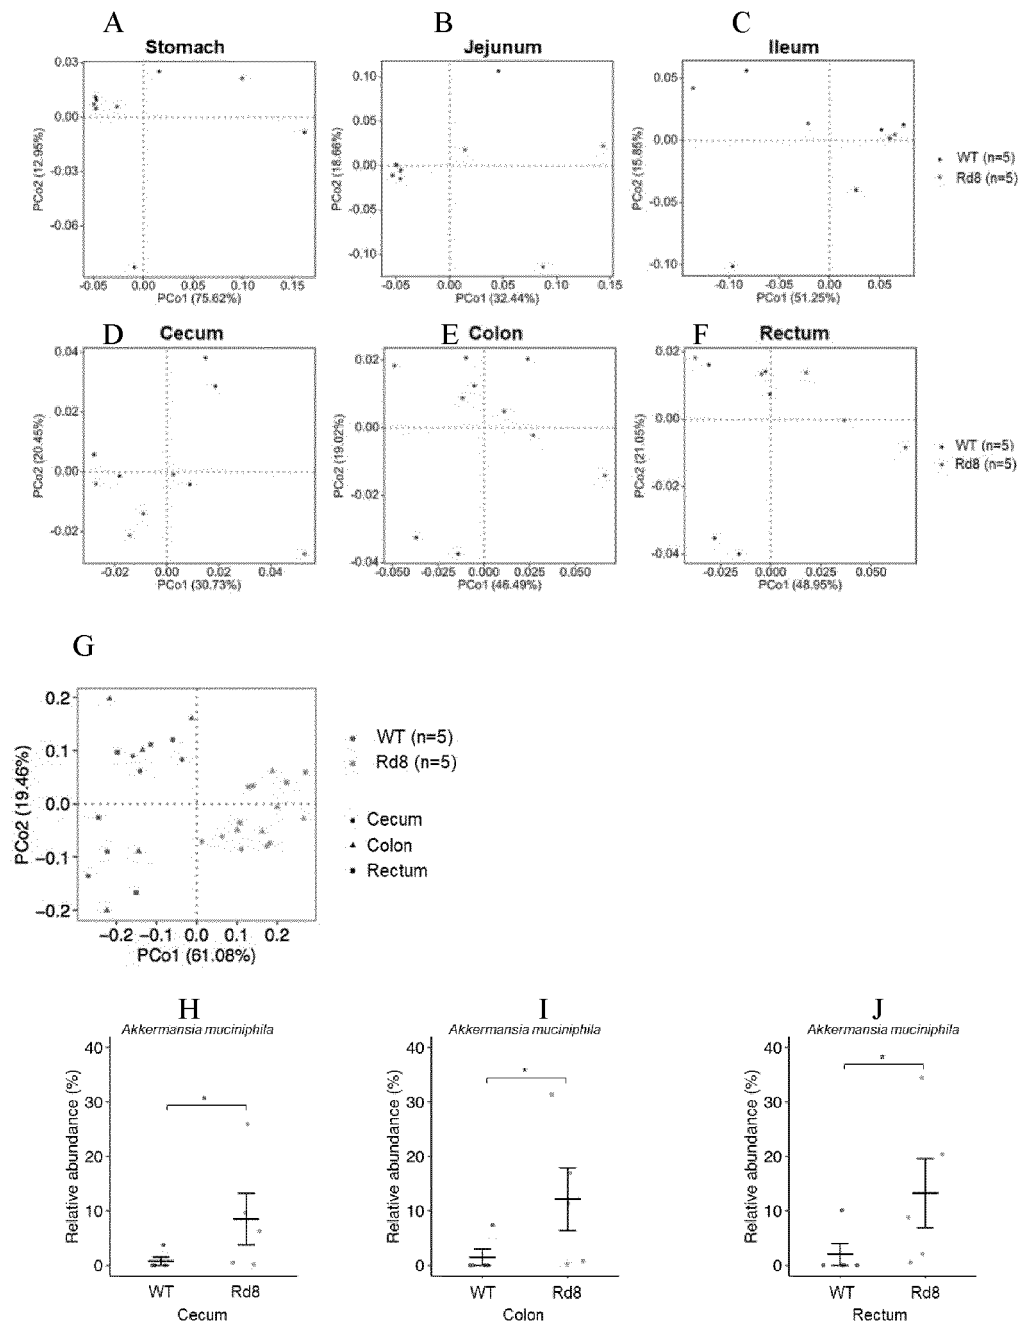 A B C
Stomach Jejunum Ileum
0.03 0.00 -0.03 -0.06
PCo2 (12.95%)
-0.05 0.00 0.05 0.10 0.15
PCo1 (75.62%)
0.10 0.05 0.00 -0.05 -0.10
PCo2 (18.66%)
-0.05 0.00 0.05 0.10 0.15
PCo1 (32.44%)
0.05 0.00 -0.05 -0.10
PCo2 (15.85%)
-0.10 -0.05 0.00 0.05
PCo1 (51.25%)
WT (n=5)
Rd8 (n=5)
D E F
Cecum Colon Rectum
0.04 0.02 0.00 -0.02
PCo2 (20.45%)
-0.02 0.00 0.02 0.04
PCo1 (30.73%)
0.02 0.00 -0.02 -0.04
PCo2 (19.02%)
-0.050 -0.025 0.000 0.025 0.050
PCo1 (46.49%)
0.02 0.00 -0.02 -0.04
PCo2 (21.05%)
-0.025 0.000 0.025 0.050
PCo1 (48.95%)
WT (n=5)
Rd8 (n=5)
G
0.2 0.1 0.0 -0.1 -0.2
PCo2 (19.46%)
-0.2 -0.1 0.0 0.1 0.2
PCo1 (61.08%)
WT (n=5)
Rd8 (n=5)
Cecum
Colon
Rectum
H I J
Akkermansia muciniphila Akkermansia muciniphila Akkermansia muciniphila
40 30 20 10 0
Relative abundance (%)
*
WT Rd8
Cecum
40 30 20 10 0
Relative abundance (%)
*
WT Rd8
Colon
40 30 20 10 0
Relative abundance (%)
*
WT Rd8
Rectum